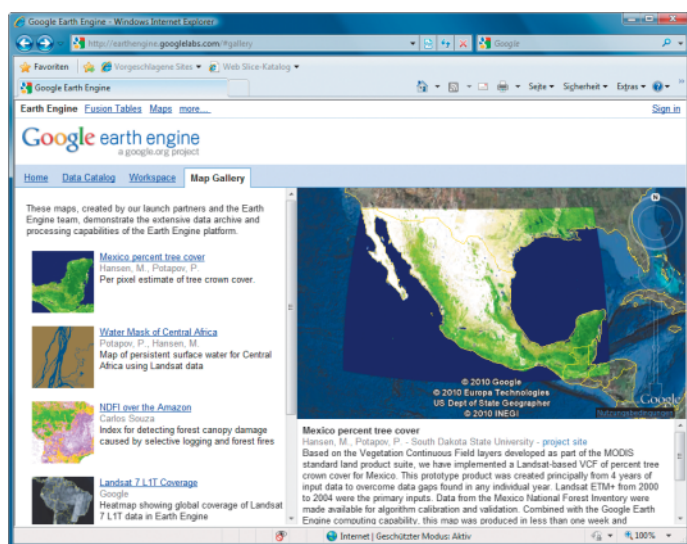 Google Earth Engine - Windows Internet Explorer
http://earthengine.googlelabs.com/#gallery
Google
Favoriten
Vorgeschlagene Sites
Web Slice-Katalog
Google Earth Engine
Seite
Sicherheit
Extras
Earth Engine Fusion Tables Maps more...
Sign in
Google earth engine
a google.org project
Home Data Catalog Workspace Map Gallery
These maps, created by our launch partners and the Earth
Engine team, demonstrate the extensive data archive and
processing capabilities of the Earth Engine platform.
Mexico percent tree cover
Hansen, M., Potapov, P.
Per pixel estimate of tree crown cover.
Water Mask of Central Africa
Potapov, P., Hansen, M.
Map of persistent surface water for Central
Africa using Landsat data
NDFI over the Amazon
Carlos Souza
Index for detecting forest canopy damage
caused by selective logging and forest fires
Landsat 7 L1T Coverage
Google
Heatmap showing global coverage of Landsat
7 L1T data in Earth Engine
N
© 2010 Google
© 2010 Europa Technologies
US Dept of State Geographer
© 2010 INEGI
Google
Nutzungsbedingungen
Mexico percent tree cover
Hansen, M., Potapov, P. - South Dakota State University - project site
Based on the Vegetation Continuous Field layers developed as part of the MODIS
standard land product suite, we have implemented a Landsat-based VCF of percent tree
crown cover for Mexico. This prototype product was created principally from 4 years of
input data to overcome data gaps found in any individual year. Landsat ETM+ from 2000
to 2004 were the primary inputs. Data from the Mexico National Forest Inventory were
made available for algorithm calibration and validation. Combined with the Google Earth
Engine computing capability, this map was produced in less than one week and
Internet | Geschützter Modus: Aktiv
100%